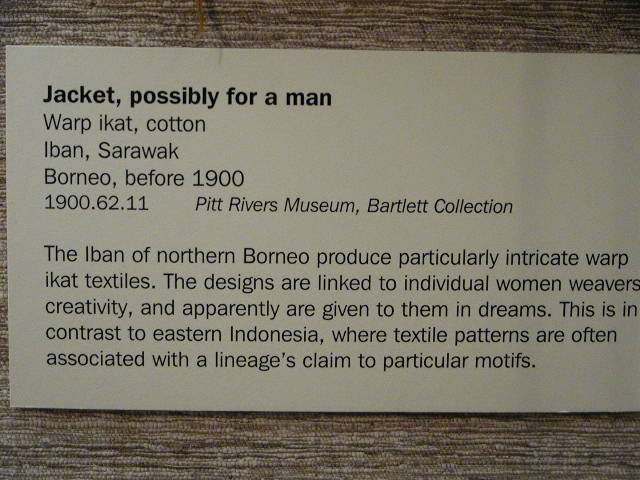 Jacket, possibly for a man
Warp ikat, cotton
Iban, Sarawak
Borneo, before 1900
1900.62.11 Pitt Rivers Museum, Bartlett Collection
The Iban of northern Borneo produce particularly intricate warp
ikat textiles. The designs are linked to individual women weavers
creativity, and apparently are given to them in dreams. This is in
contrast to eastern Indonesia, where textile patterns are often
associated with a lineage's claim to particular motifs.